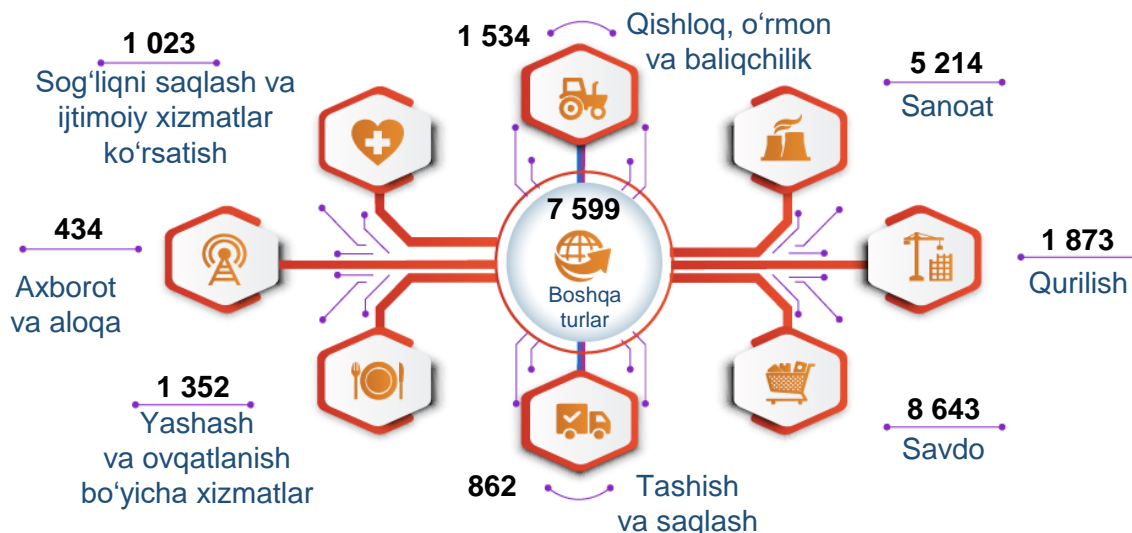 1 023
Sog‘liqni saqlash va
ijtimoiy xizmatlar
ko‘rsatish
1 534
Qishloq, o‘rmon
va baliqchilik
5 214
Sanoat
434
Axborot
va aloqa
7 599
Boshqa
turlar
1 873
Qurilish
1 352
Yashash
va ovqatlanish
bo‘yicha xizmatlar
862
Tashish
va saqlash
8 643
Savdo